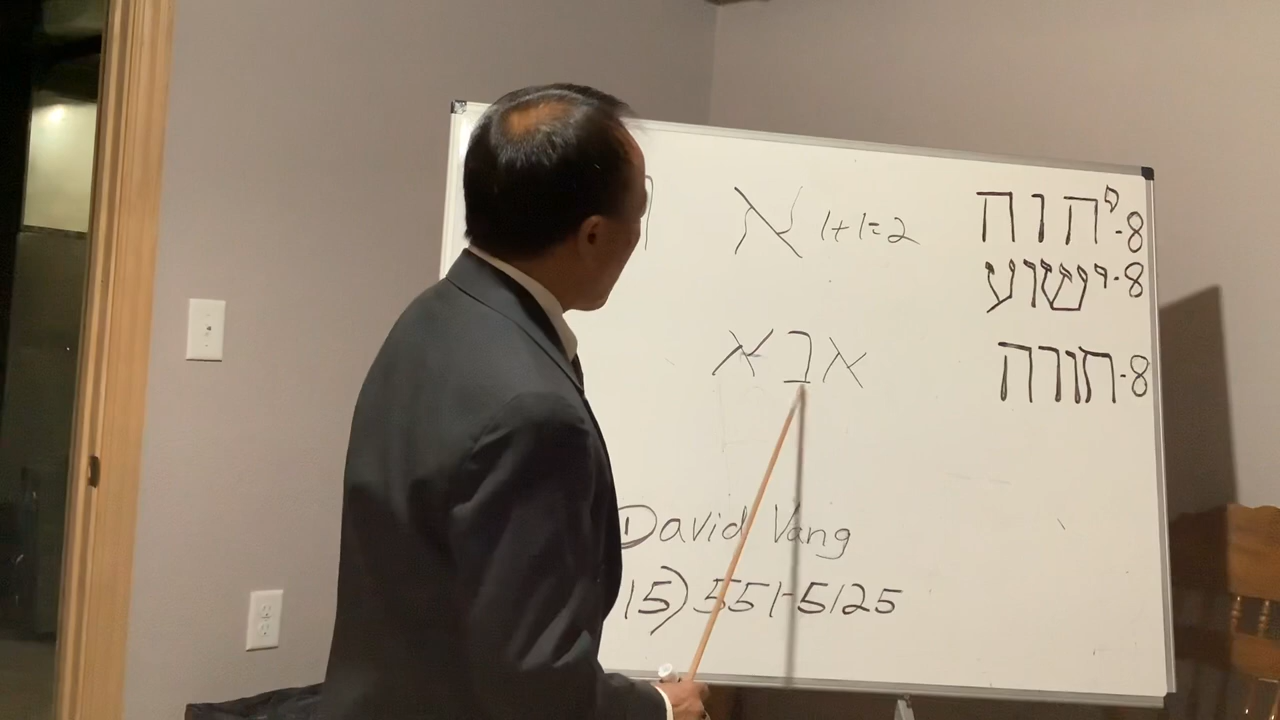 א 1+1=2
יהוה-8
ישוע-8
אבא
תורה-8
David Vang
15) 551-5125